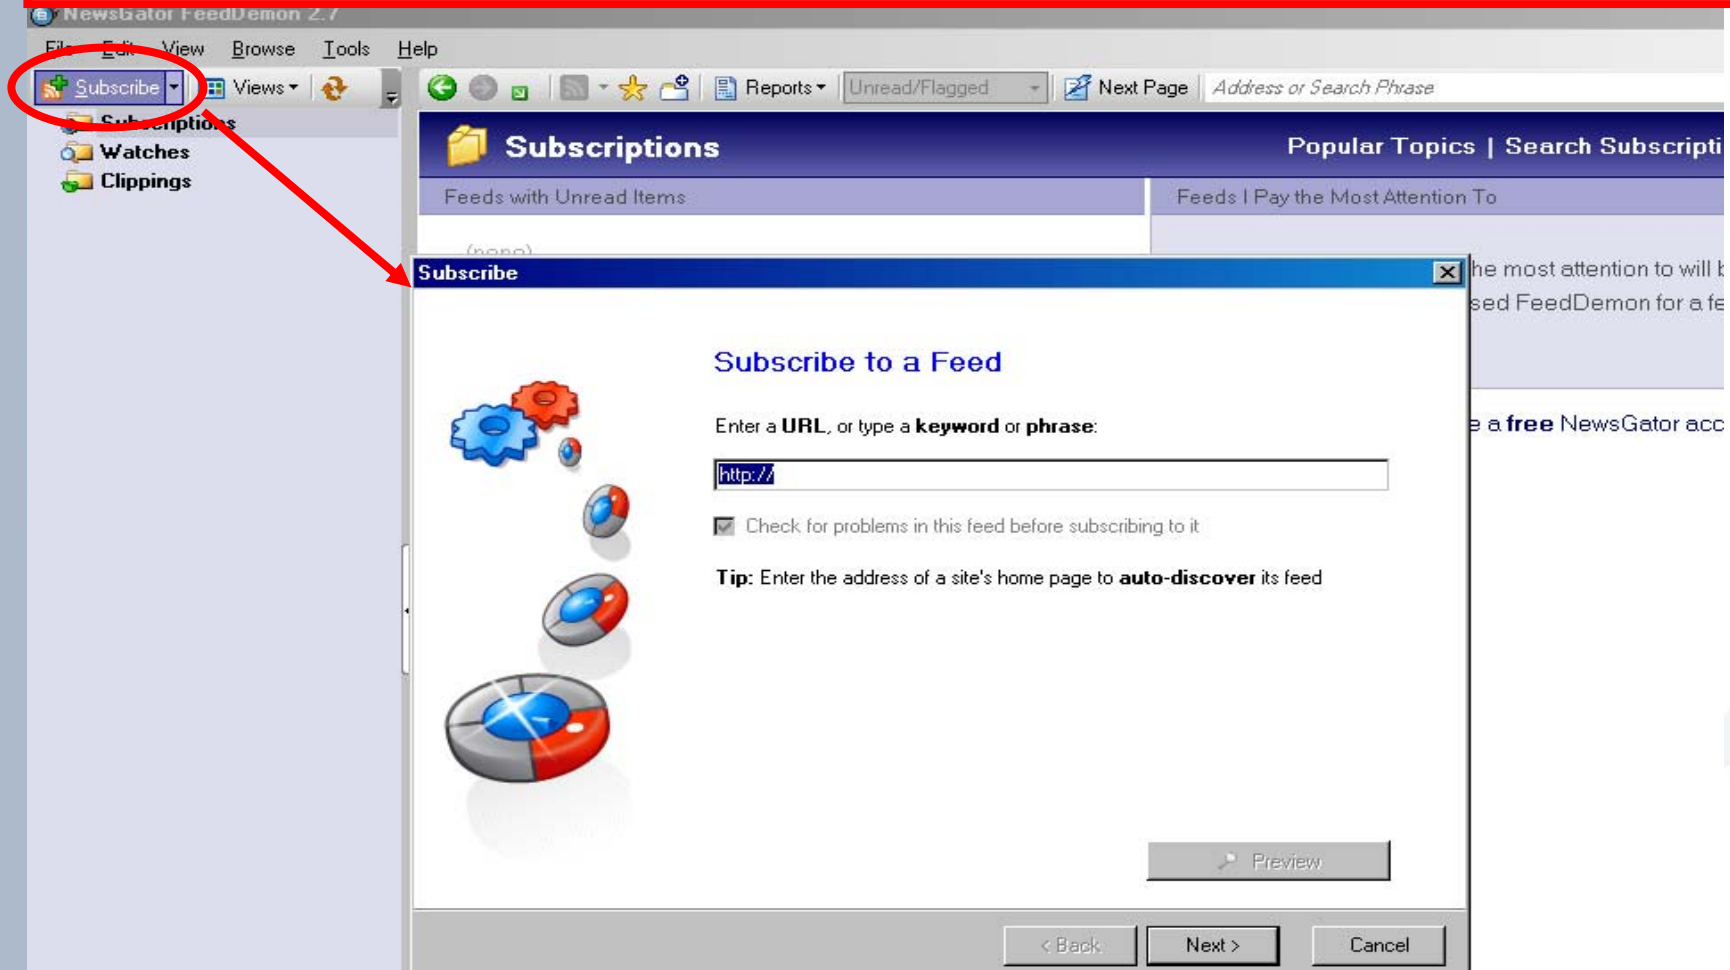 NewsGator FeedDemon 2.7
File Edit View Browse Tools Help
Subscribe Views Reports Unread/Flagged Next Page Address or Search Phrase
Subscriptions
Watches
Clippings
Subscriptions
Popular Topics | Search Subscripti
Feeds with Unread Items
Feeds I Pay the Most Attention To
(none)
he most attention to will b
sed FeedDemon for a fe
e a free NewsGator acc
Subscribe
Subscribe to a Feed
Enter a URL, or type a keyword or phrase:
http://
Check for problems in this feed before subscribing to it
Tip: Enter the address of a site's home page to auto-discover its feed
Preview
< Back Next > Cancel